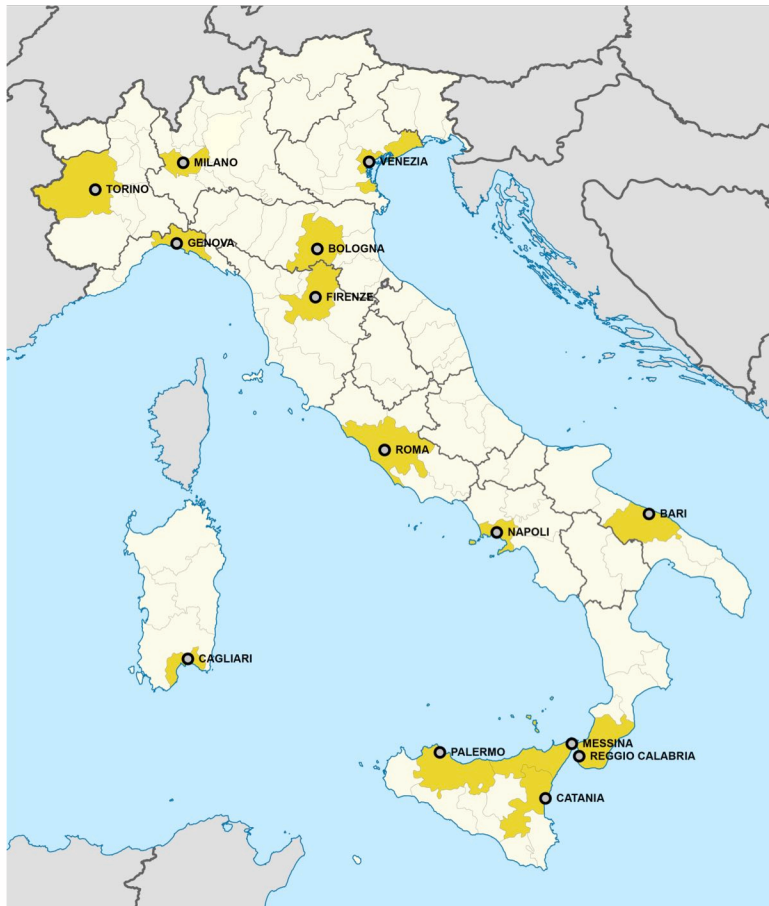 MILANO
VENEZIA
TORINO
GENOVA
BOLOGNA
FIRENZE
ROMA
BARI
NAPOLI
CAGLIARI
MESSINA
PALERMO
REGGIO CALABRIA
CATANIA